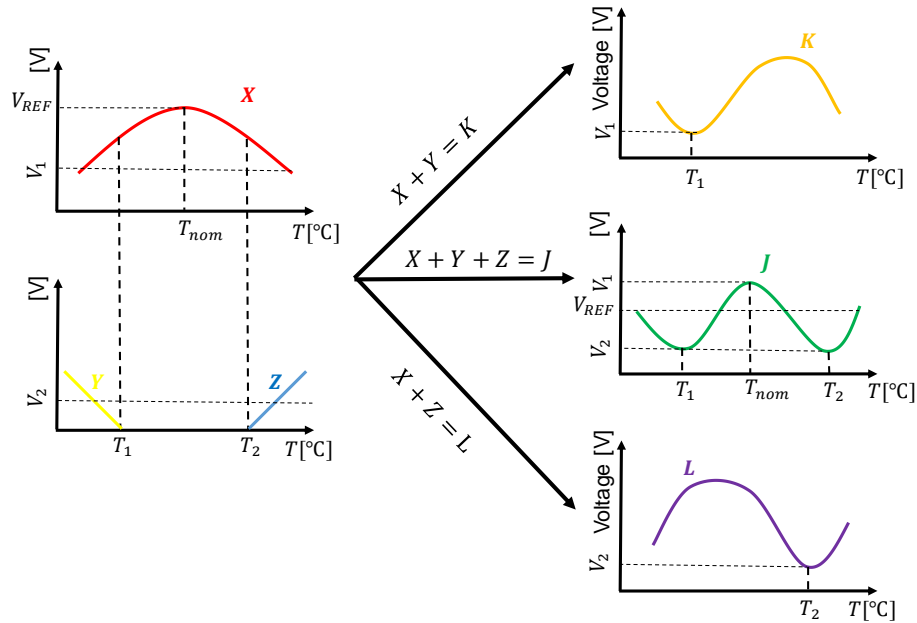 [V]
X
V_REF
V_1
T_nom
T[°C]
[V]
Y
Z
V_2
T_1
T_2
T[°C]
X + Y = K
X + Y + Z = J
X + Z = L
Voltage [V]
K
V_1
T_1
T[°C]
[V]
J
V_1
V_REF
V_2
T_1
T_nom
T_2
T[°C]
Voltage [V]
L
V_2
T_2
T[°C]